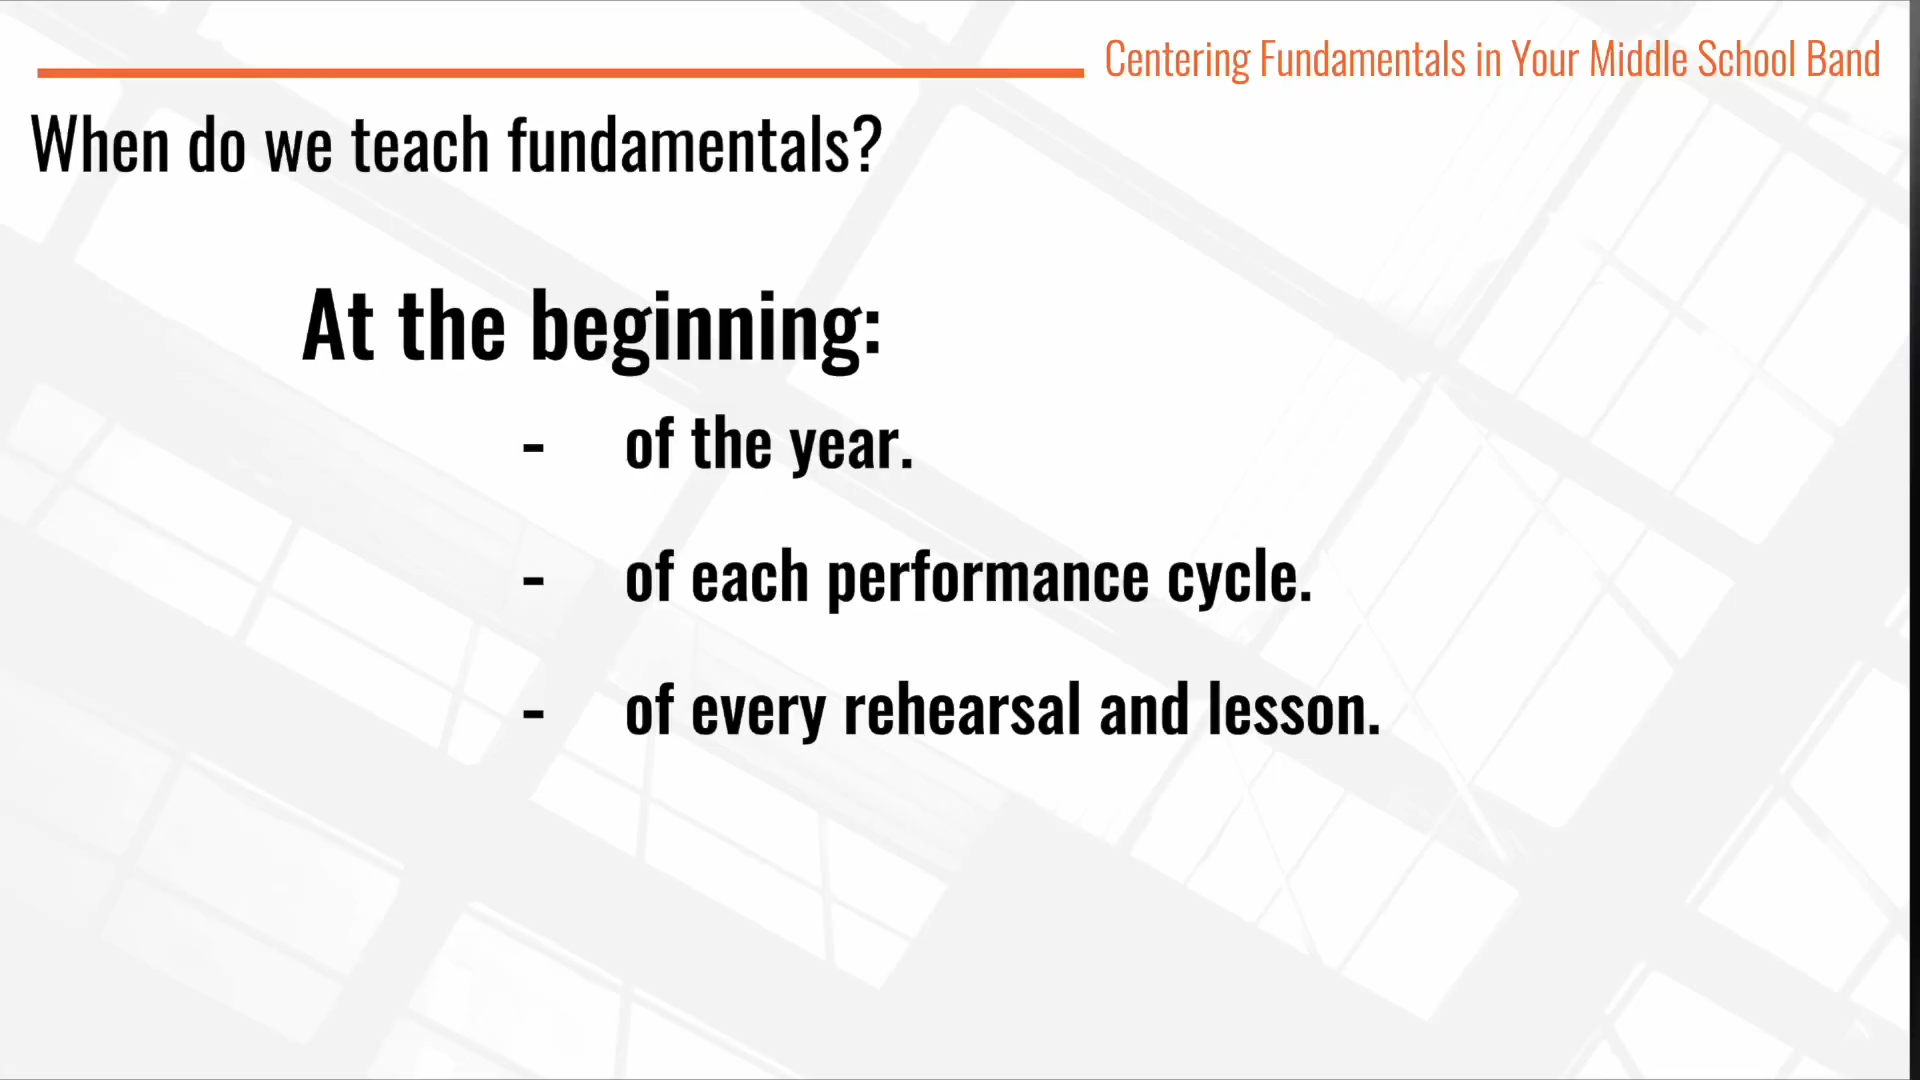 Centering Fundamentals in Your Middle School Band
When do we teach fundamentals?
At the beginning:
- of the year.
- of each performance cycle.
- of every rehearsal and lesson.